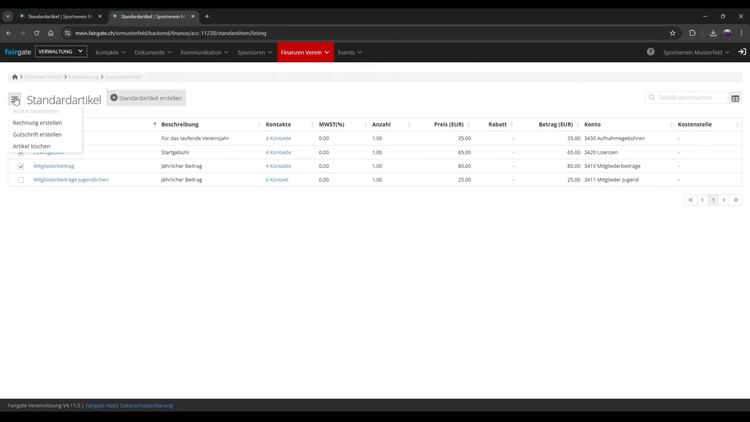 Standardartikel | Sportverein M
Standardartikel | Sportverein M
mein.fairgate.ch/svmusterfeld/backend/finance/acc-11238/standarditem/listing
fairgate VERWALTUNG Kontakte Dokumente Kommunikation Sponsoren Finanzen Verein Events Sportverein Musterfeld
Finanzen Verein Fakturierung Standardartikel
Standardartikel Standardartikel erstellen Tabelle durchsuchen
Artikel bearbeiten
Rechnung erstellen
Gutschrift erstellen
Artikel löschen
Beschreibung Kontakte MWST(%) Anzahl Preis (EUR) Rabatt Betrag (EUR) Konto Kostenstelle
Für das laufende Vereinsjahr 4 Kontakte 0,00 1,00 35,00 - 35,00 3430 Aufnahmegebühren -
Startgebühr 4 Kontakte 0,00 1,00 65,00 - 65,00 3420 Lizenzen -
Mitgliederbeitrag Jährlicher Beitrag 4 Kontakte 0,00 1,00 80,00 - 80,00 3410 Mitgliederbeiträge -
Mitgliederbeiträge Jugendlichen Jährlicher Beitrag 0 Kontakt 0,00 1,00 25,00 - 25,00 3411 Mitglieder Jugend -
1
Fairgate Vereinslösung V4.11.5 | Fairgate AG | Datenschutzerklärung